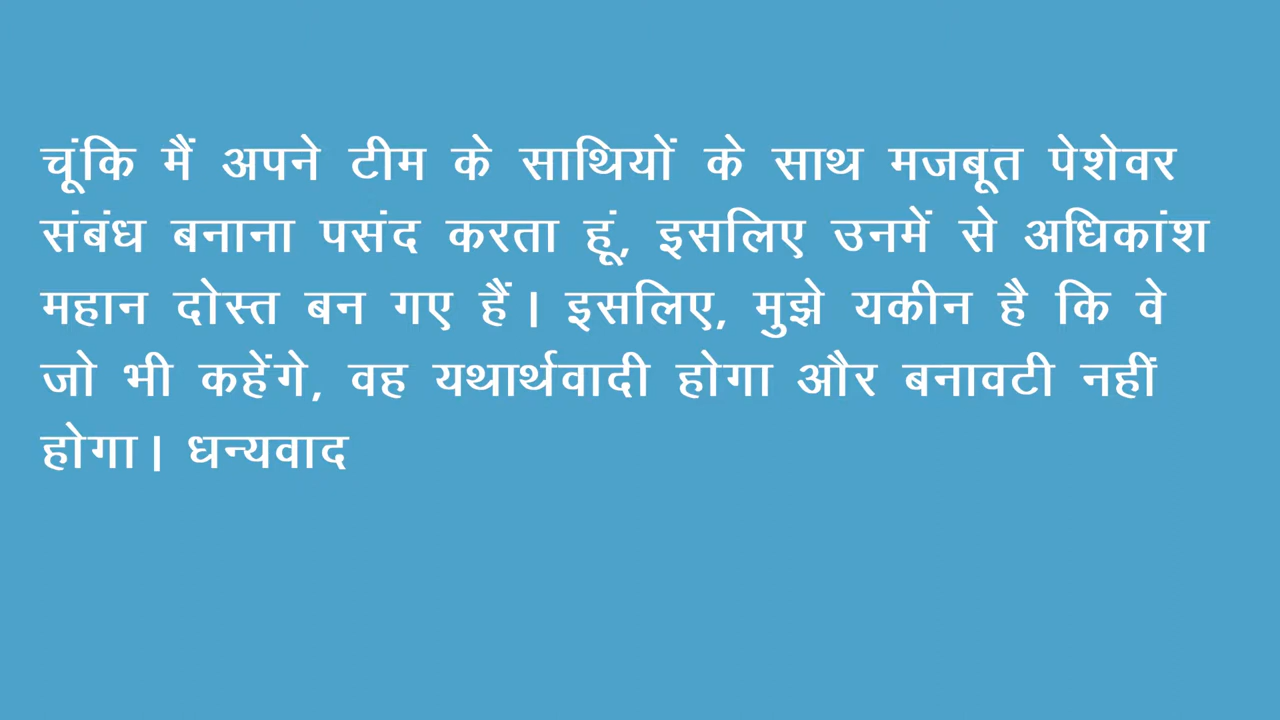 चूंकि मैं अपने टीम के साथियों के साथ मजबूत पेशेवर
संबंध बनाना पसंद करता हूं, इसलिए उनमें से अधिकांश
महान दोस्त बन गए हैं। इसलिए, मुझे यकीन है कि वे
जो भी कहेंगे, वह यथार्थवादी होगा और बनावटी नहीं
होगा। धन्यवाद